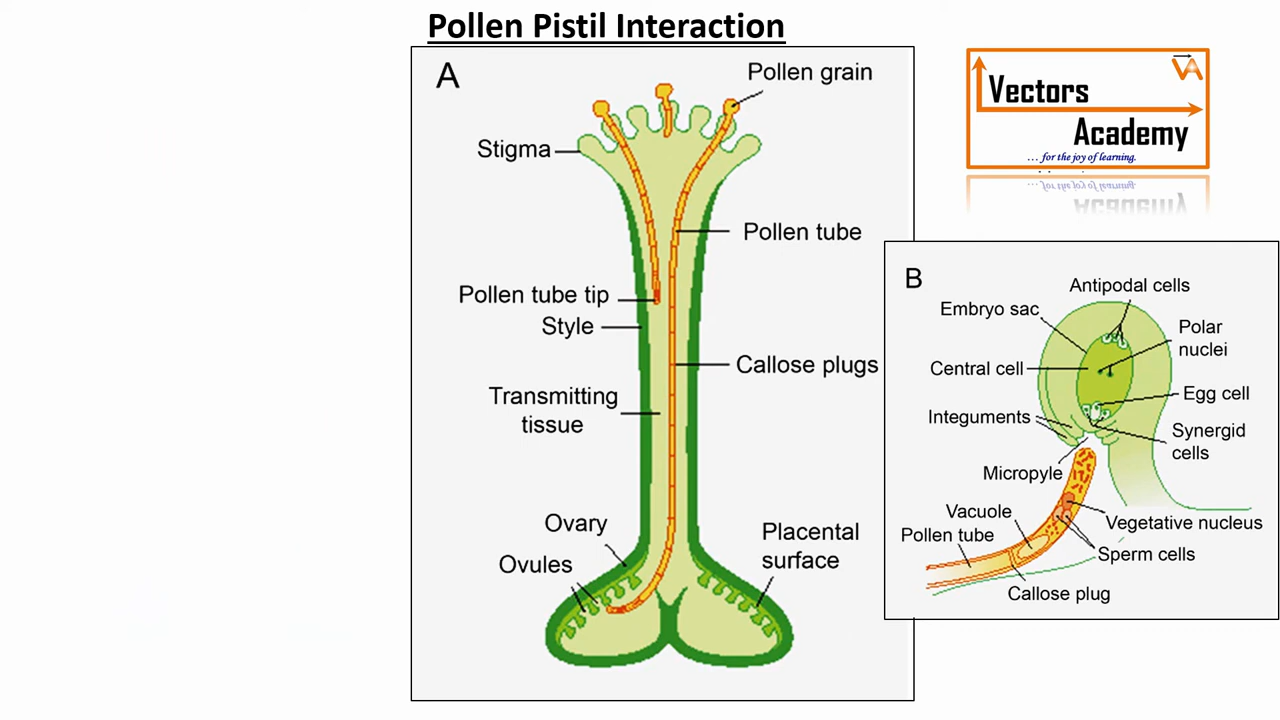 Pollen Pistil Interaction
A
Pollen grain
Stigma
Pollen tube
Pollen tube tip
Style
Callose plugs
Transmitting
tissue
Ovary
Ovules
Placental
surface
VA
Vectors
Academy
... for the joy of learning.
B
Antipodal cells
Embryo sac
Polar
nuclei
Central cell
Egg cell
Integuments
Synergid
cells
Micropyle
Vacuole
Vegetative nucleus
Pollen tube
Sperm cells
Callose plug